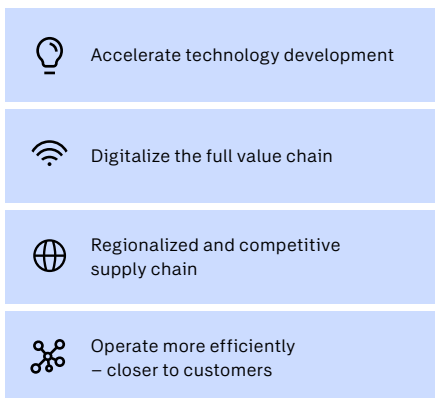 Accelerate technology development
Digitalize the full value chain
Regionalized and competitive
supply chain
Operate more efficiently
– closer to customers